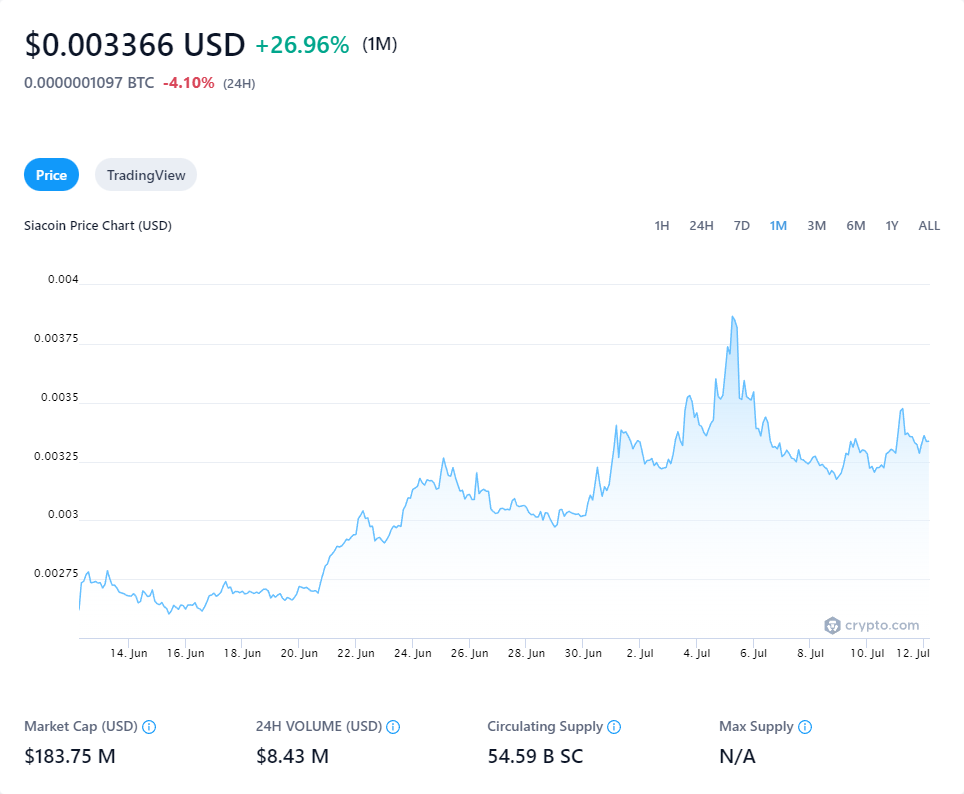 $0.003366 USD +26.96% (1M)
0.0000001097 BTC -4.10% (24H)
Price TradingView
Siacoin Price Chart (USD) 1H 24H 7D 1M 3M 6M 1Y ALL
0.004
0.00375
0.0035
0.00325
0.003
0.00275
crypto.com
14. Jun 16. Jun 18. Jun 20. Jun 22. Jun 24. Jun 26. Jun 28. Jun 30. Jun 2. Jul 4. Jul 6. Jul 8. Jul 10. Jul 12. Jul
Market Cap (USD) 24H VOLUME (USD) Circulating Supply Max Supply
$183.75 M $8.43 M 54.59 B SC N/A